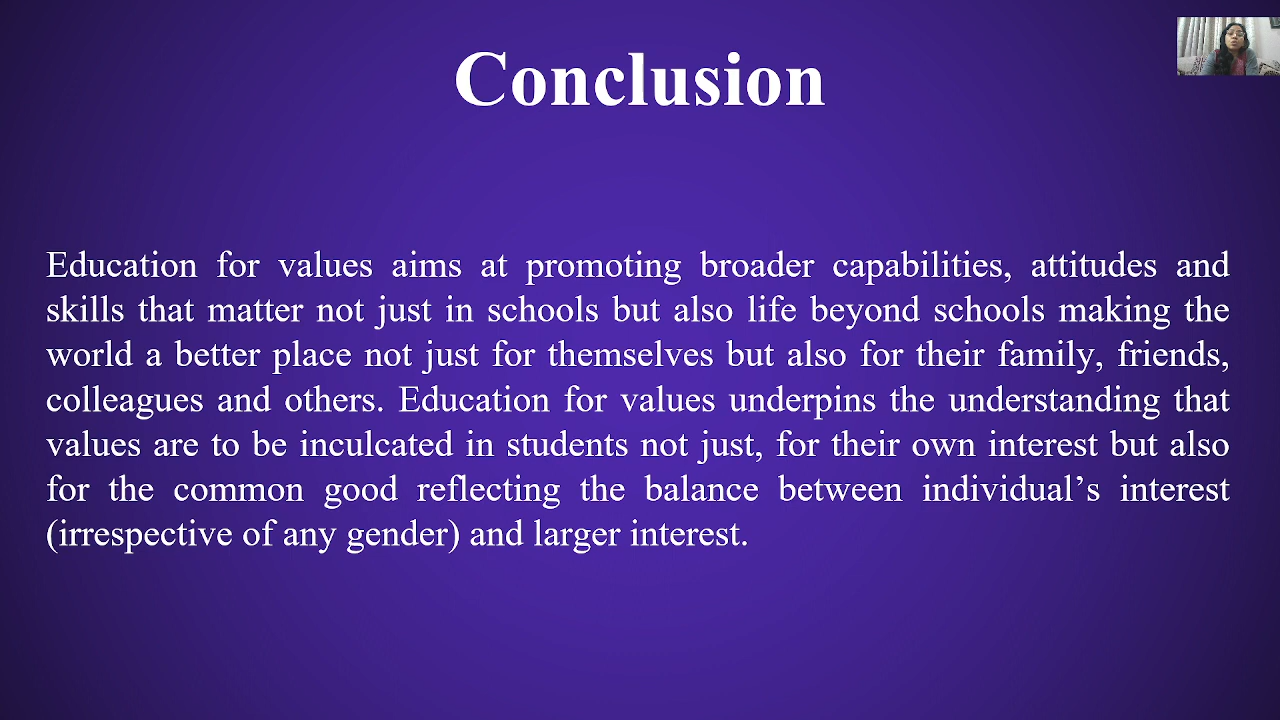 Conclusion
Education for values aims at promoting broader capabilities, attitudes and
skills that matter not just in schools but also life beyond schools making the
world a better place not just for themselves but also for their family, friends,
colleagues and others. Education for values underpins the understanding that
values are to be inculcated in students not just, for their own interest but also
for the common good reflecting the balance between individual’s interest
(irrespective of any gender) and larger interest.